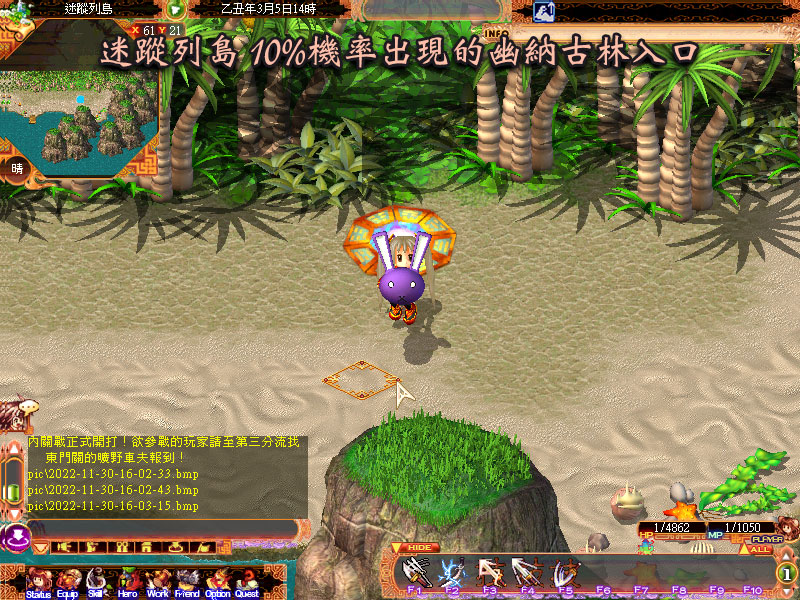 迷蹤列島
乙丑年3月5日14時
X 61 Y 21
INFO
迷蹤列島 10%機率出現的幽納古林入口
晴
內關戰正式開打！欲參戰的玩家請至第三分流找
東門關的曠野車夫報到！
pic\2022-11-30-16-02-33.bmp
pic\2022-11-30-16-02-43.bmp
pic\2022-11-30-16-03-15.bmp
1/4862
1/1050
HP
MP
PLAYER
HIDE
ALL
1
F1 F2 F3 F4 F5 F6 F7 F8 F9 F10
Status Equip Skill Hero Work Friend Option Quest